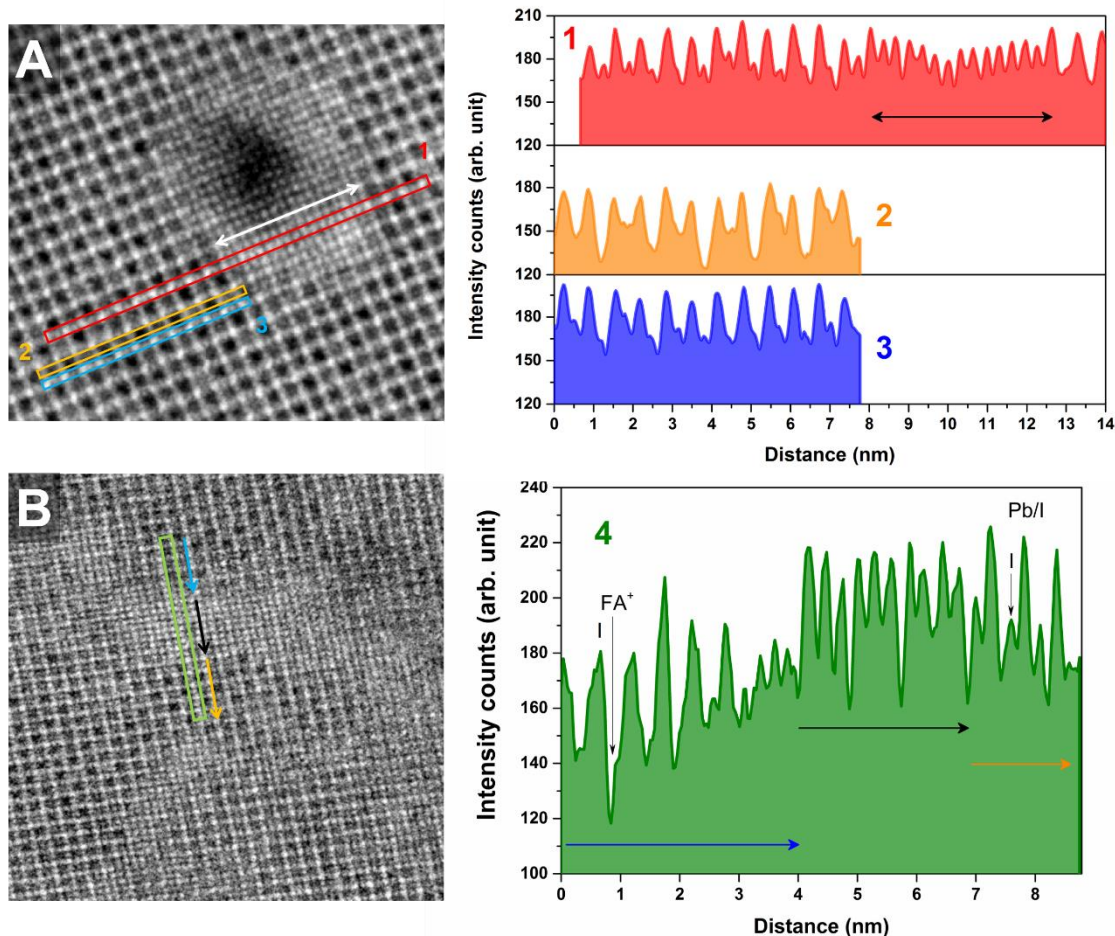 A
1
2
3
Intensity counts (arb. unit)
210
180
150
120
1
180
150
120
2
210
180
150
120
3
0 1 2 3 4 5 6 7 8 9 10 11 12 13 14
Distance (nm)
B
Intensity counts (arb. unit)
240
220
200
180
160
140
120
100
4
I
FA⁺
Pb/I
I
0 1 2 3 4 5 6 7 8
Distance (nm)